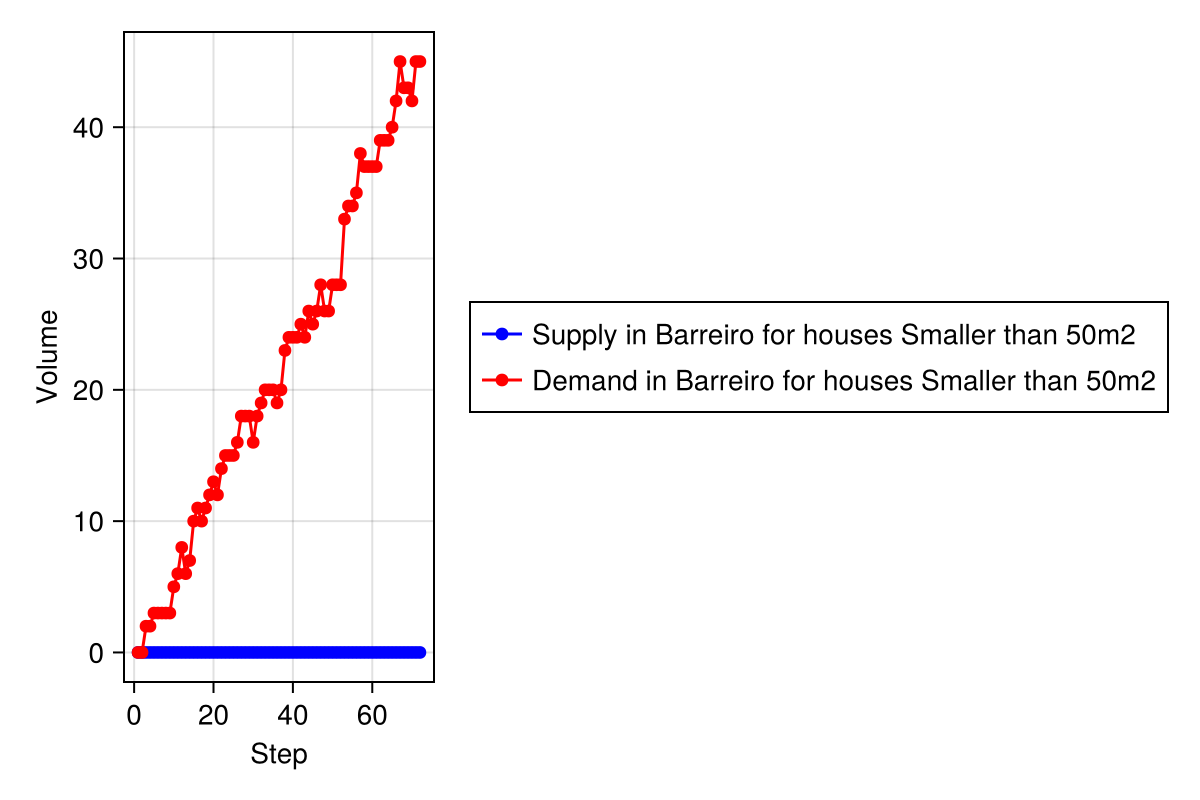 40
30
20
10
0
Volume
0 20 40 60
Step
Supply in Barreiro for houses Smaller than 50m2
Demand in Barreiro for houses Smaller than 50m2